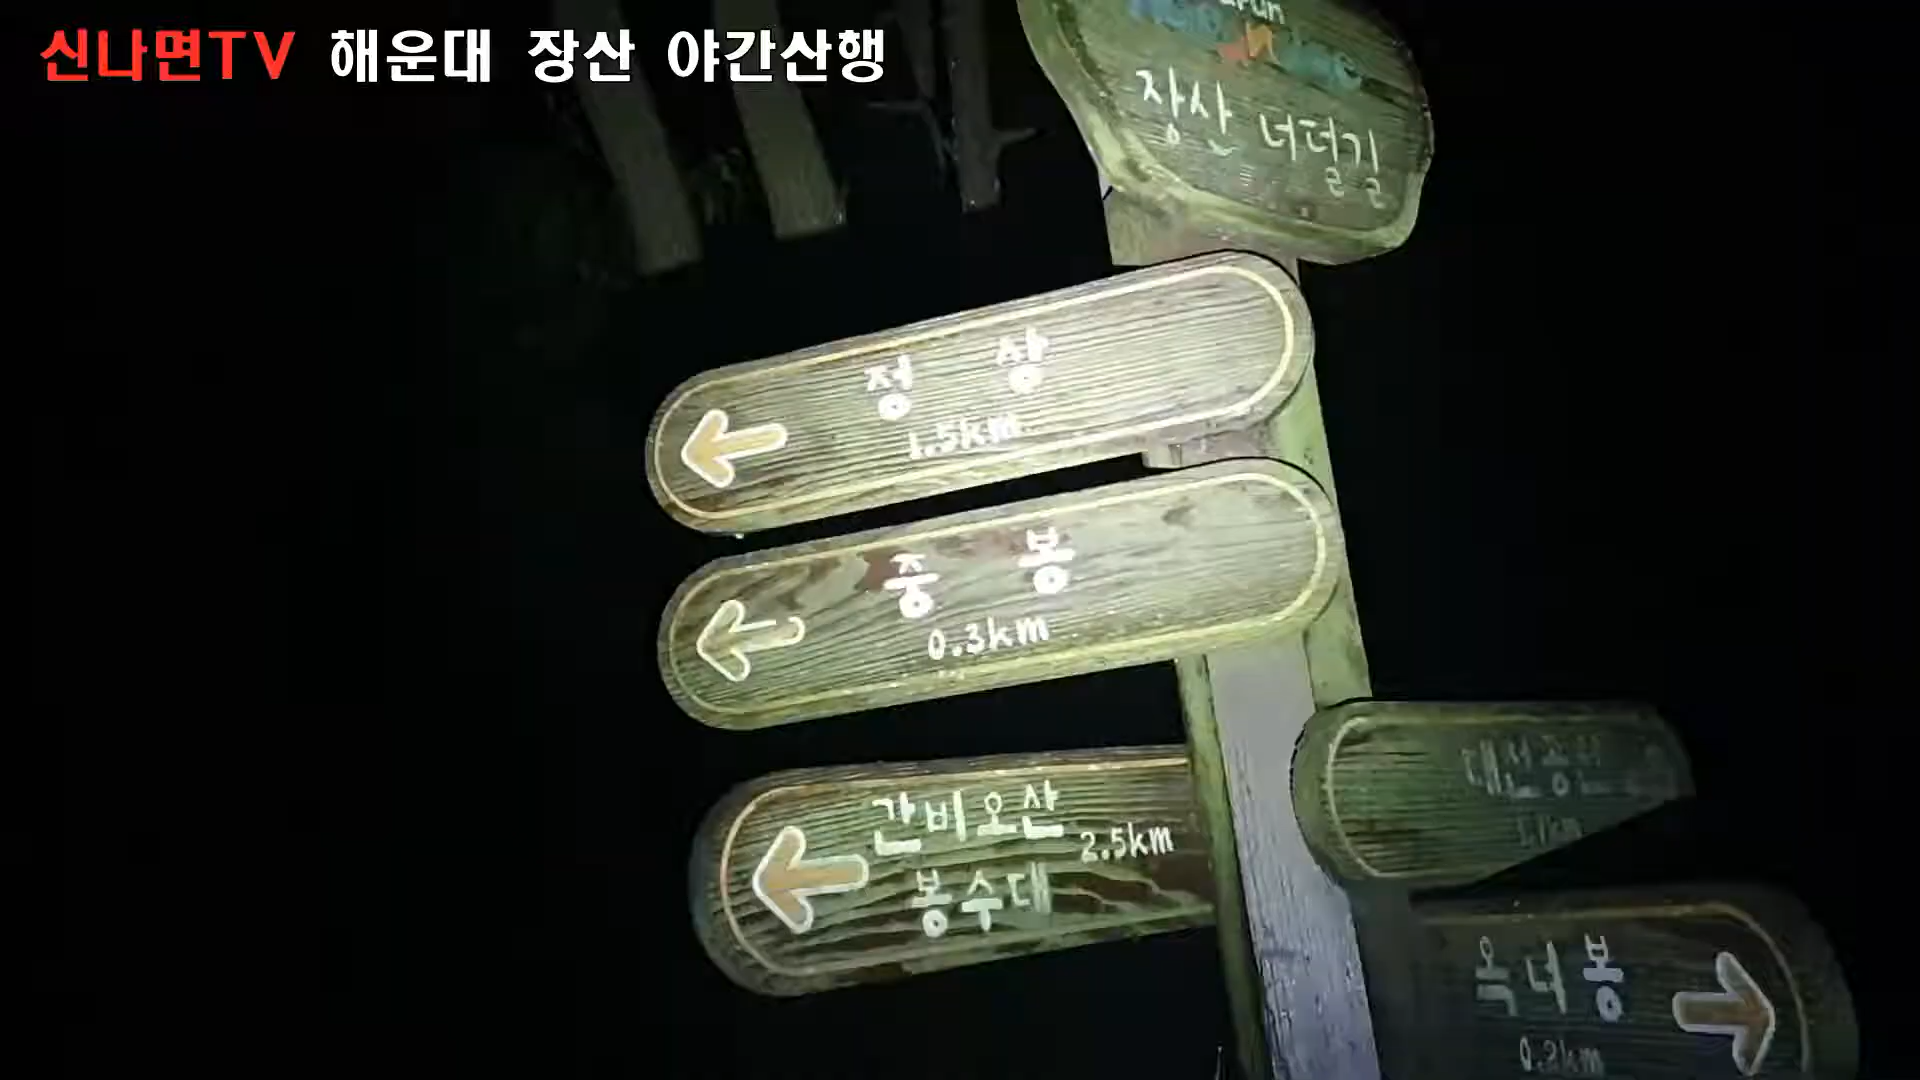 신나면TV 해운대 장산 야간산행
장산 너덜길
정 상
1.5km
중 봉
0.3km
간비오산
봉수대
2.5km
옥녀봉